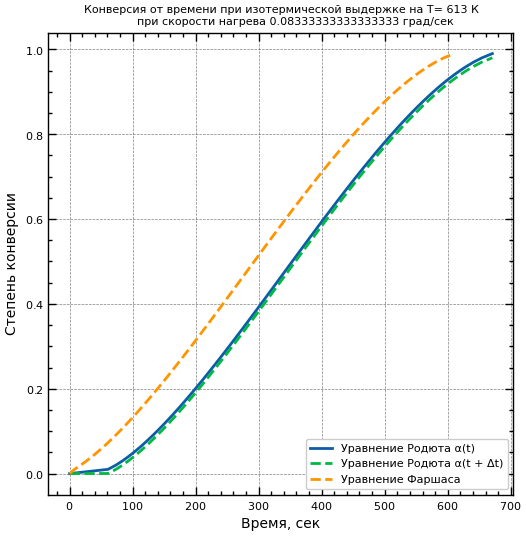 Конверсия от времени при изотермической выдержке на Т= 613 К
при скорости нагрева 0.08333333333333333 град/сек
1.0
0.8
0.6
0.4
0.2
0.0
Степень конверсии
Уравнение Родюта α(t)
Уравнение Родюта α(t + Δt)
Уравнение Фаршаса
0 100 200 300 400 500 600 700
Время, сек